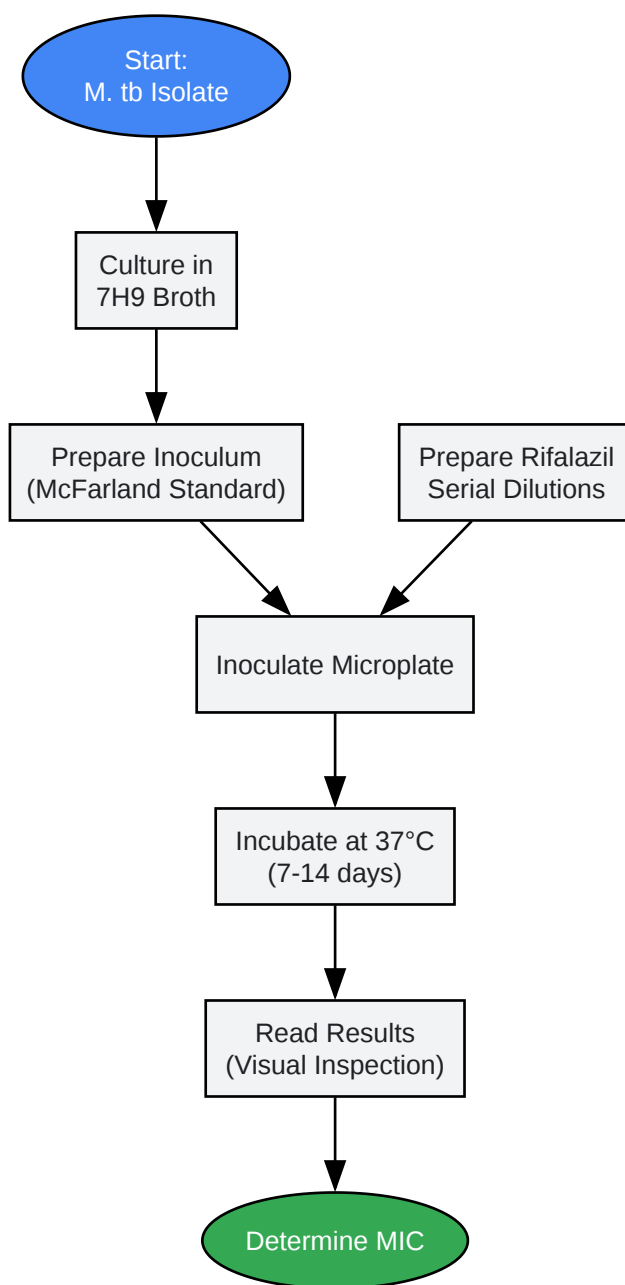 Start:
M. tb Isolate
Culture in
7H9 Broth
Prepare Inoculum
(McFarland Standard)
Prepare Rifalazil
Serial Dilutions
Inoculate Microplate
Incubate at 37°C
(7-14 days)
Read Results
(Visual Inspection)
Determine MIC